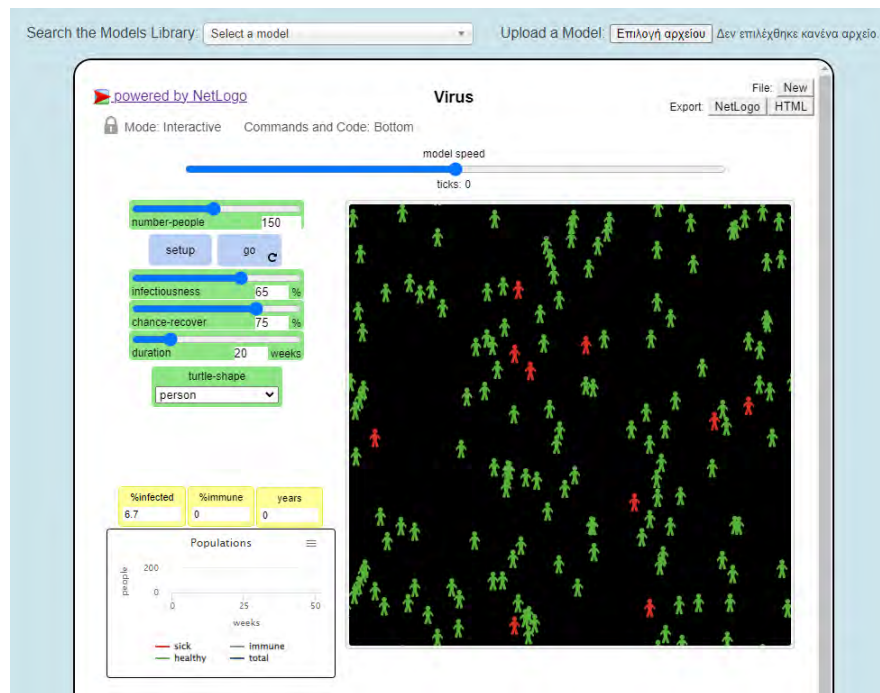 Search the Models Library: Select a model Upload a Model: Επιλογή αρχείου Δεν επιλέχθηκε κανένα αρχείο.
powered by NetLogo
Virus
File: New
Export: NetLogo HTML
Mode: Interactive Commands and Code: Bottom
model speed
ticks: 0
number-people 150
setup go
infectiousness 65 %
chance-recover 75 %
duration 20 weeks
turtle-shape
person
%infected %immune years
6.7 0 0
Populations
people
200
0
0 25 50
weeks
sick immune
healthy total